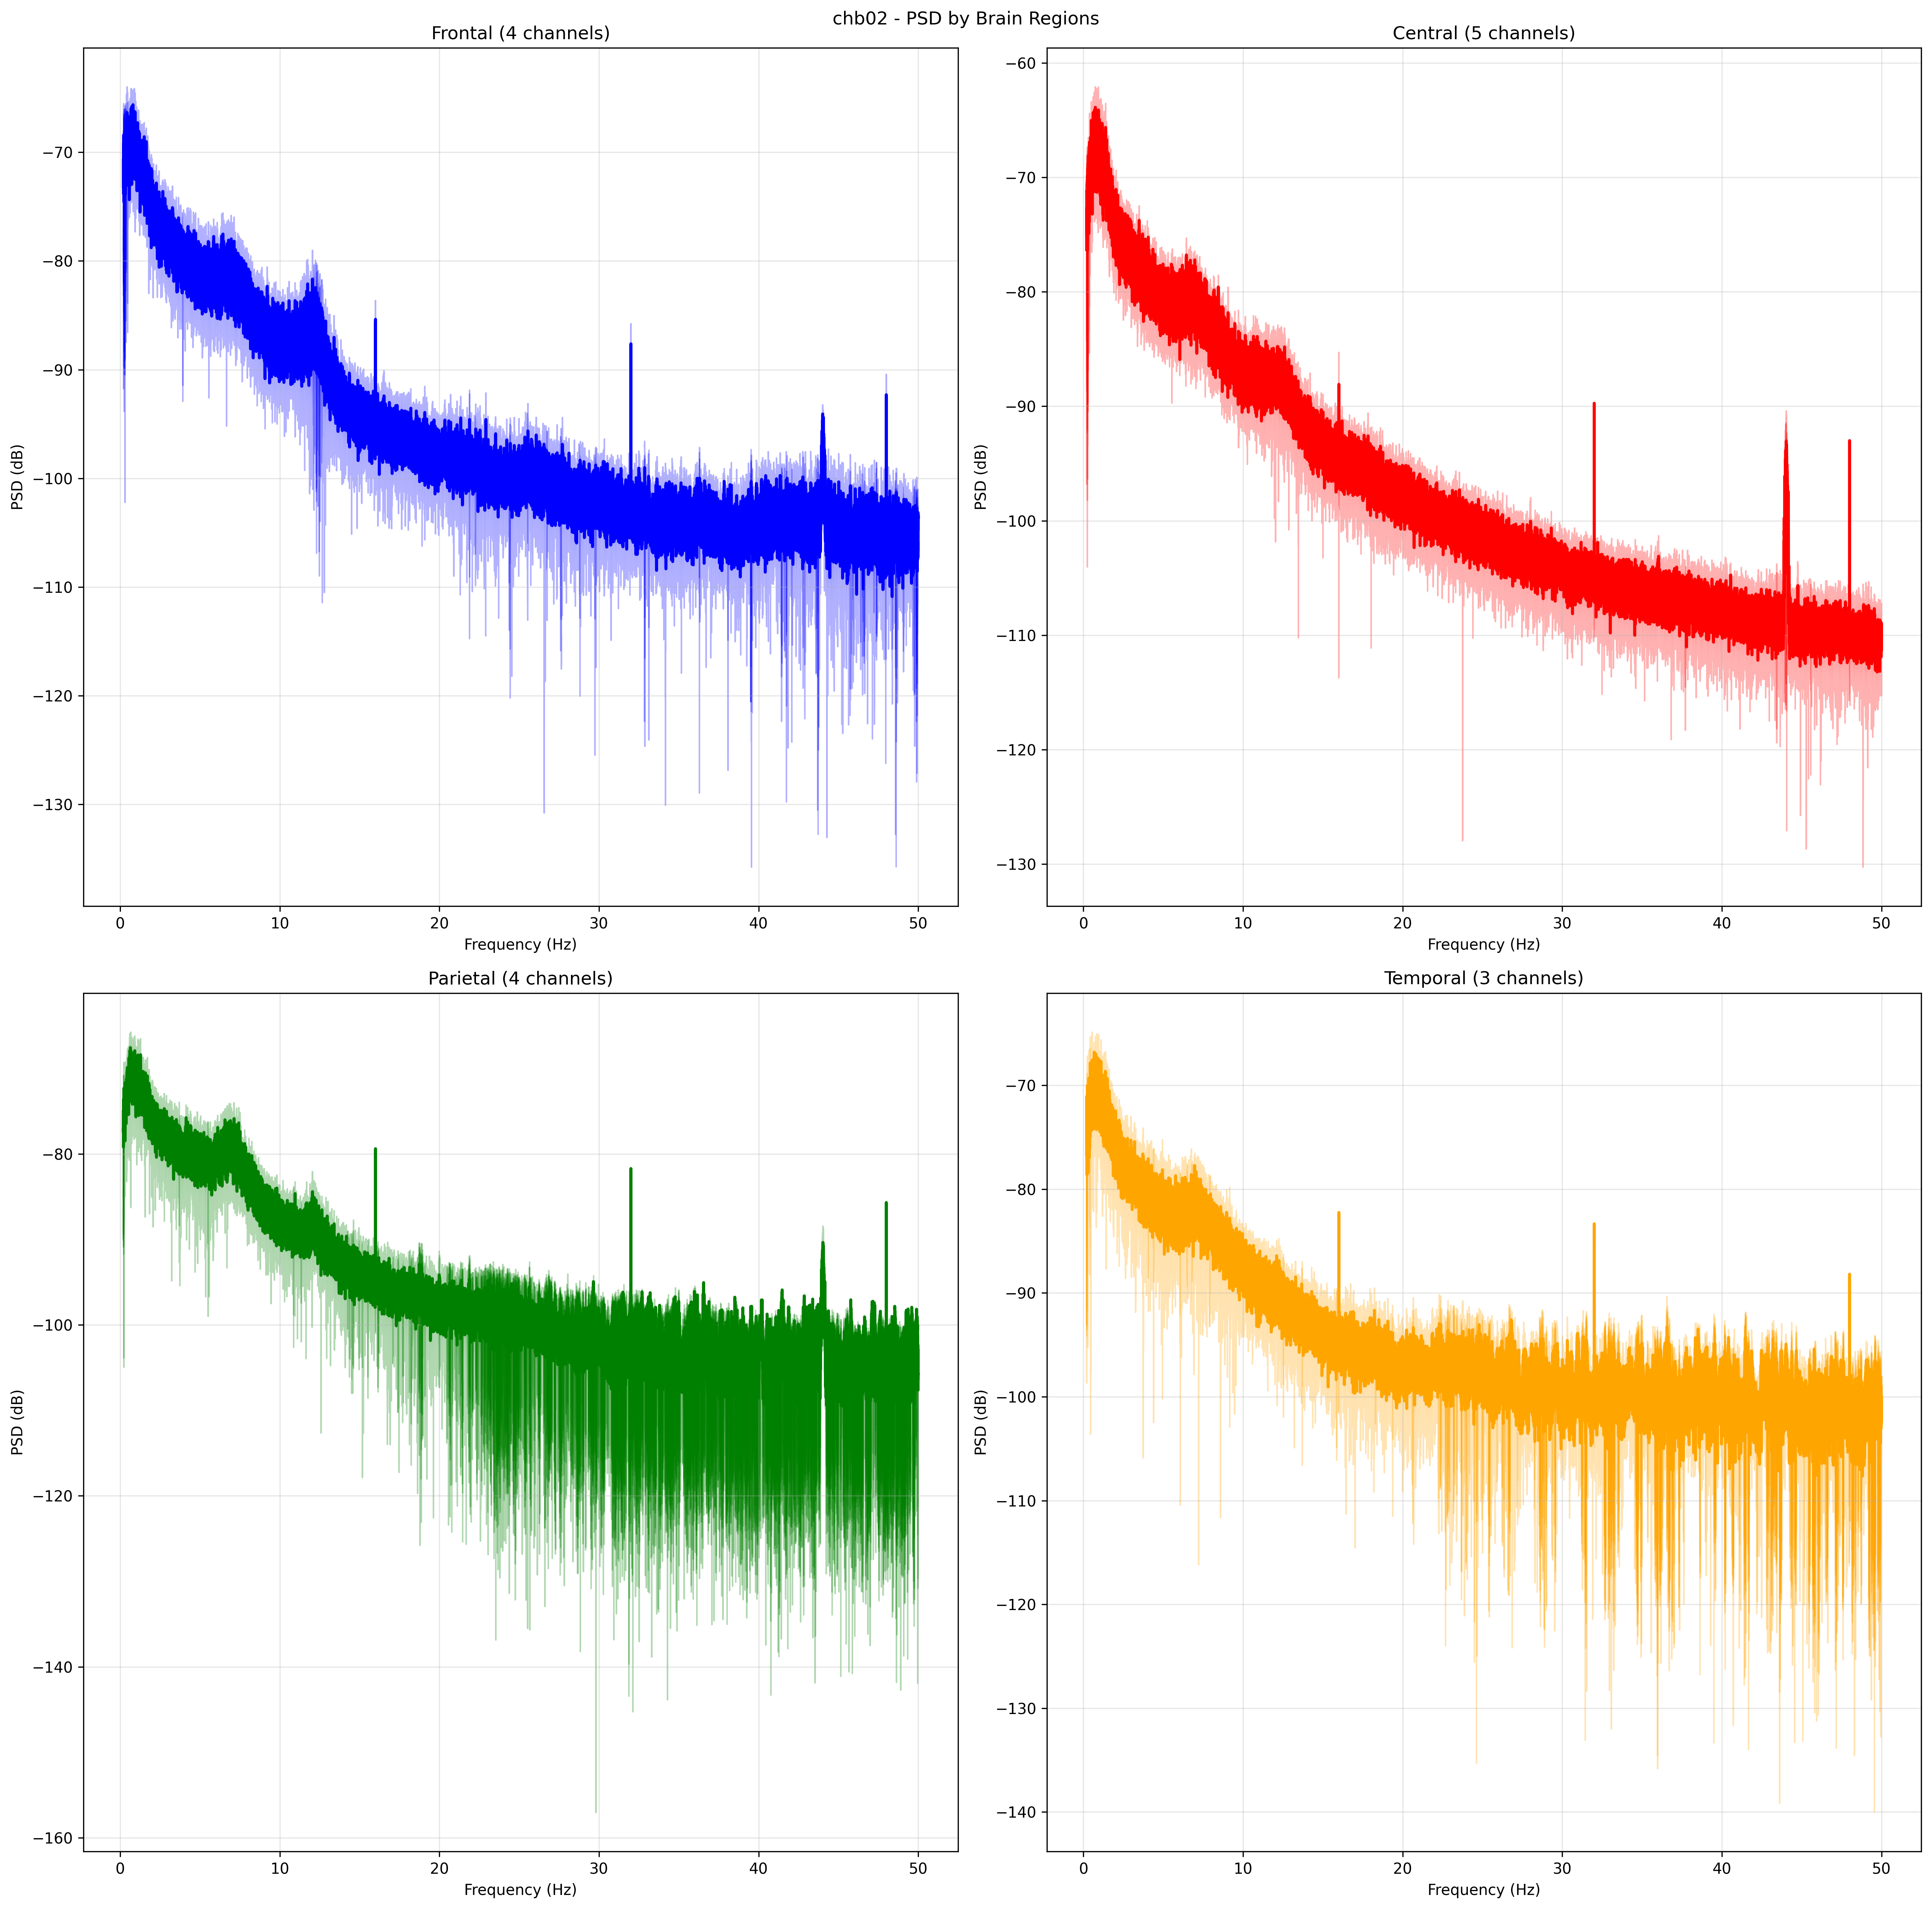 chb02 - PSD by Brain Regions
Frontal (4 channels)
−70
−80
−90
−100
−110
−120
−130
PSD (dB)
0 10 20 30 40 50
Frequency (Hz)
Central (5 channels)
−60
−70
−80
−90
−100
−110
−120
−130
PSD (dB)
0 10 20 30 40 50
Frequency (Hz)
Parietal (4 channels)
−80
−100
−120
−140
−160
PSD (dB)
0 10 20 30 40 50
Frequency (Hz)
Temporal (3 channels)
−70
−80
−90
−100
−110
−120
−130
−140
PSD (dB)
0 10 20 30 40 50
Frequency (Hz)